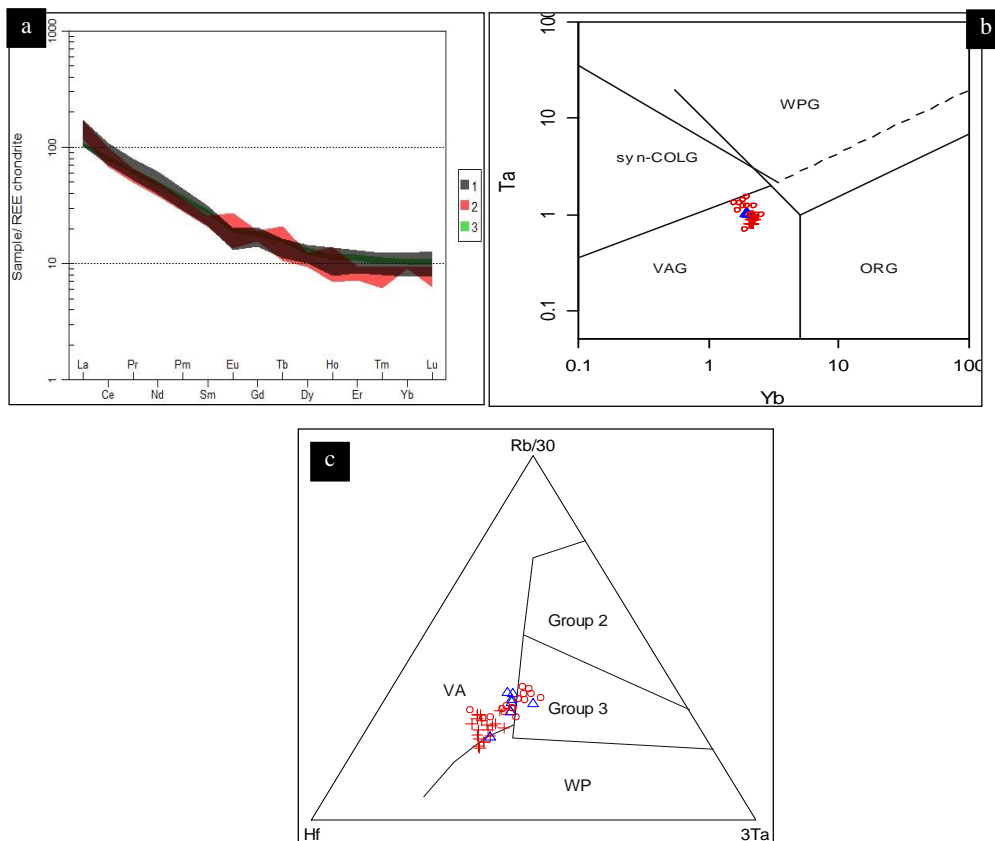 a
1000
100
10
1
Sample/ REE chondrite
La Pr Pm Eu Tb Ho Tm Lu
Ce Nd Sm Gd Dy Er Yb
1
2
3
b
100
10
1
0.1
Ta
WPG
syn-COLG
VAG
ORG
0.1 1 10 100
Yb
c
Rb/30
Group 2
VA
Group 3
WP
Hf 3Ta